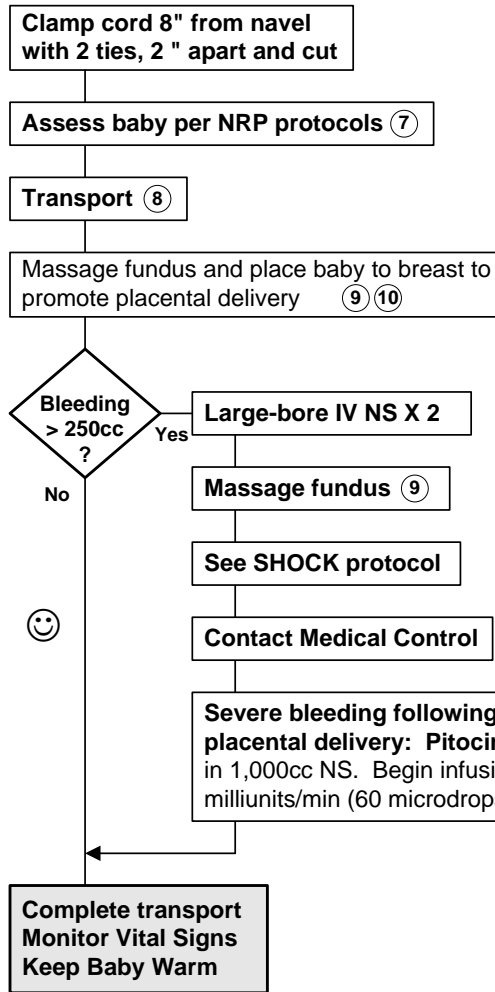 Clamp cord 8" from navel
with 2 ties, 2 " apart and cut
Assess baby per NRP protocols 7
Transport 8
Massage fundus and place baby to breast to
promote placental delivery 9 10
Bleeding
> 250cc
?
Yes
No
Large-bore IV NS X 2
Massage fundus 9
See SHOCK protocol
Contact Medical Control
Severe bleeding following
placental delivery: Pitocin
in 1,000cc NS. Begin infusi
milliunits/min (60 microdrop
Complete transport
Monitor Vital Signs
Keep Baby Warm